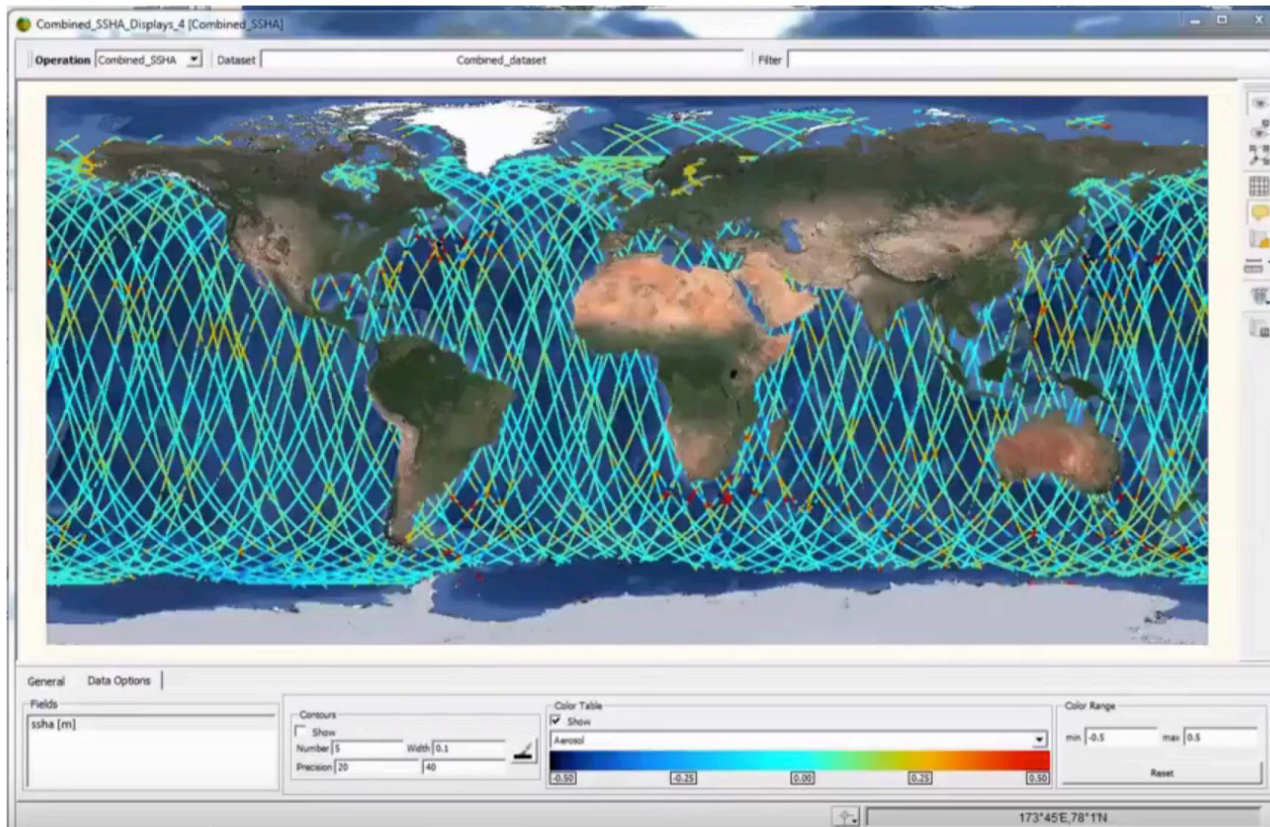 Combined_SSHA_Displays_4 [Combined_SSHA]
Operation Combined_SSHA Dataset Combined_dataset Filter
General Data Options
Fields
ssha [m]
Contours
Show
Number 5 Width 0.1
Precision 20 40
Color Table
Show
Aerosol
-0.50 -0.25 0.00 0.25 0.50
Color Range
min -0.5 max 0.5
Reset
173°45'E,78°1'N